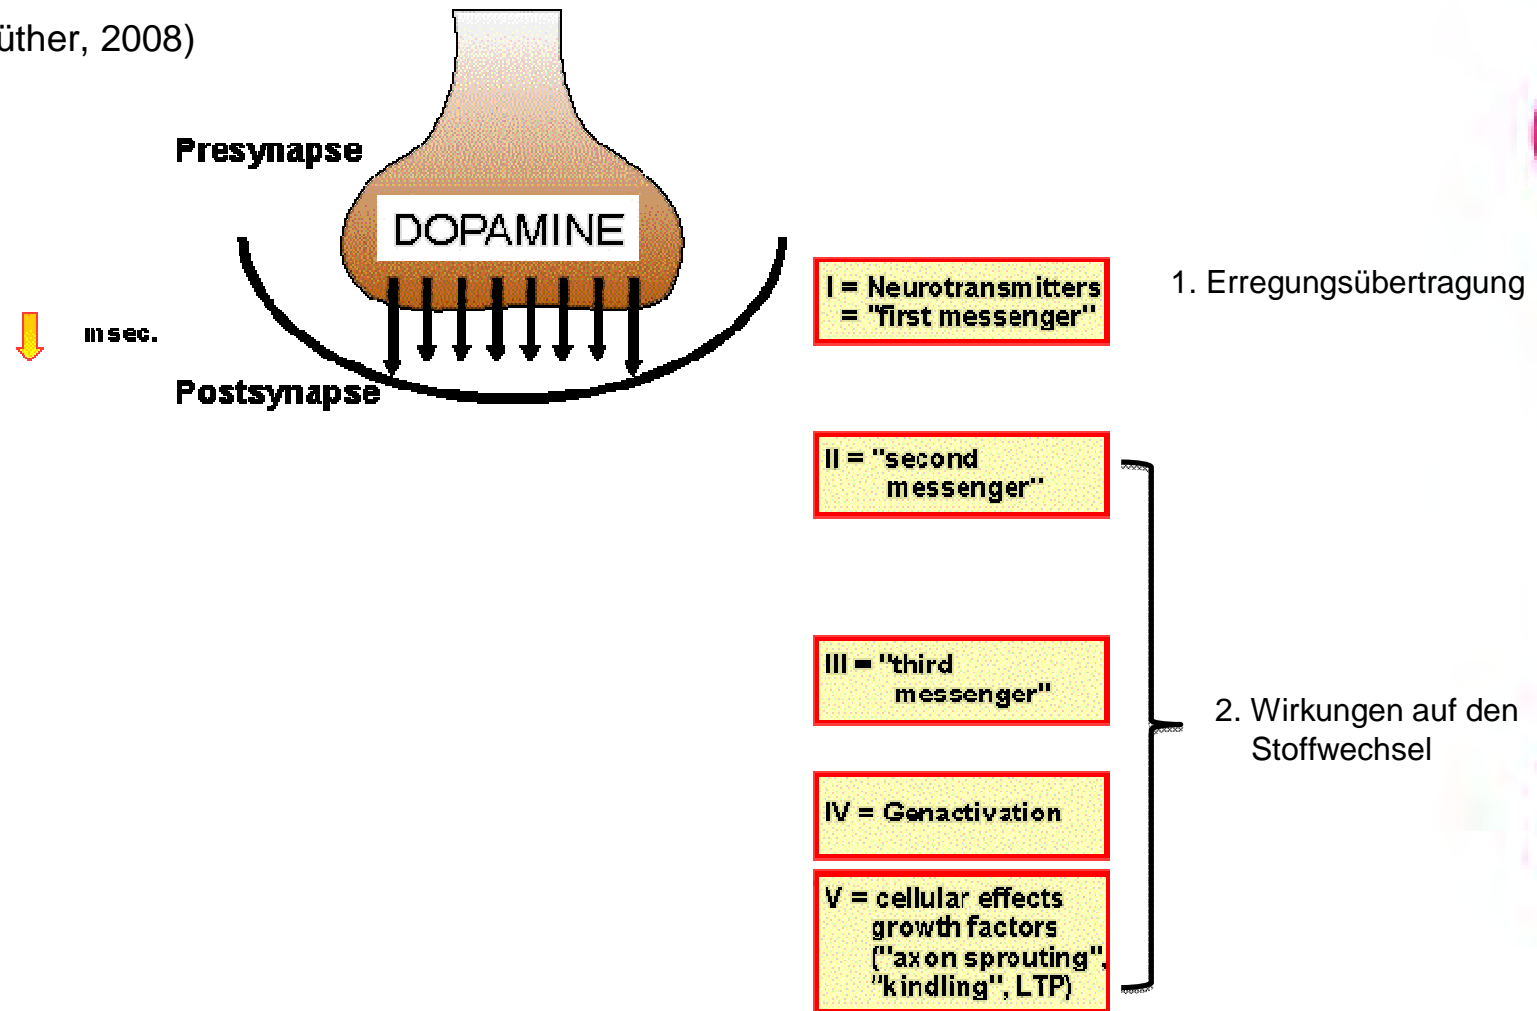 üther, 2008)
Presynapse
DOPAMINE
msec.
Postsynapse
I = Neurotransmitters
= "first messenger"
1. Erregungsübertragung
II = "second
messenger"
III = "third
messenger"
2. Wirkungen auf den
Stoffwechsel
IV = Genactivation
V = cellular effects
growth factors
("axon sprouting",
"kindling", LTP)